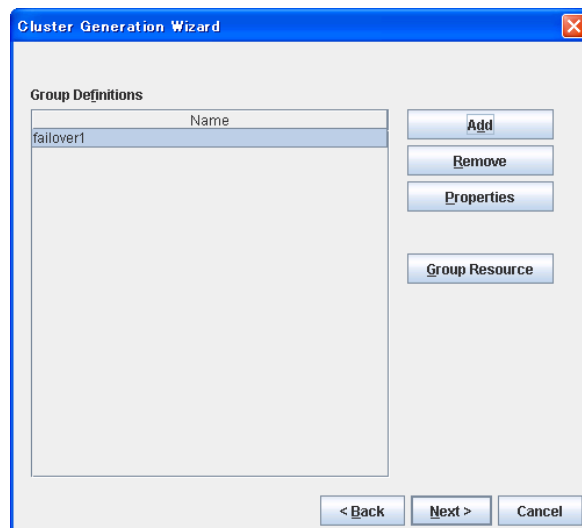 Cluster Generation Wizard
Group Definitions
Name
failover1
Add
Remove
Properties
Group Resource
< Back
Next >
Cancel